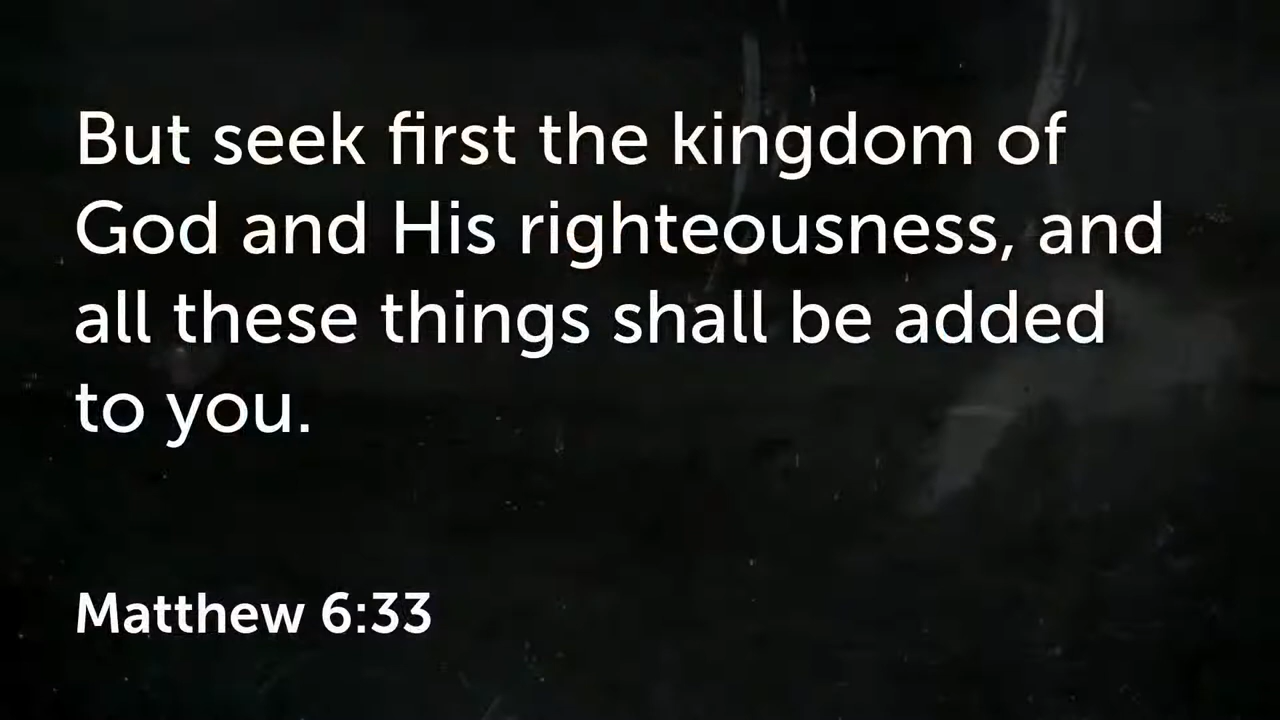 But seek first the kingdom of
God and His righteousness, and
all these things shall be added
to you.
Matthew 6:33